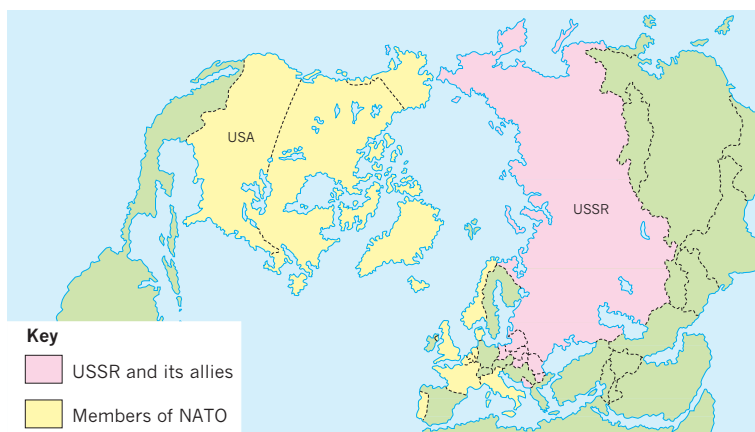 USA
USSR
Key
USSR and its allies
Members of NATO